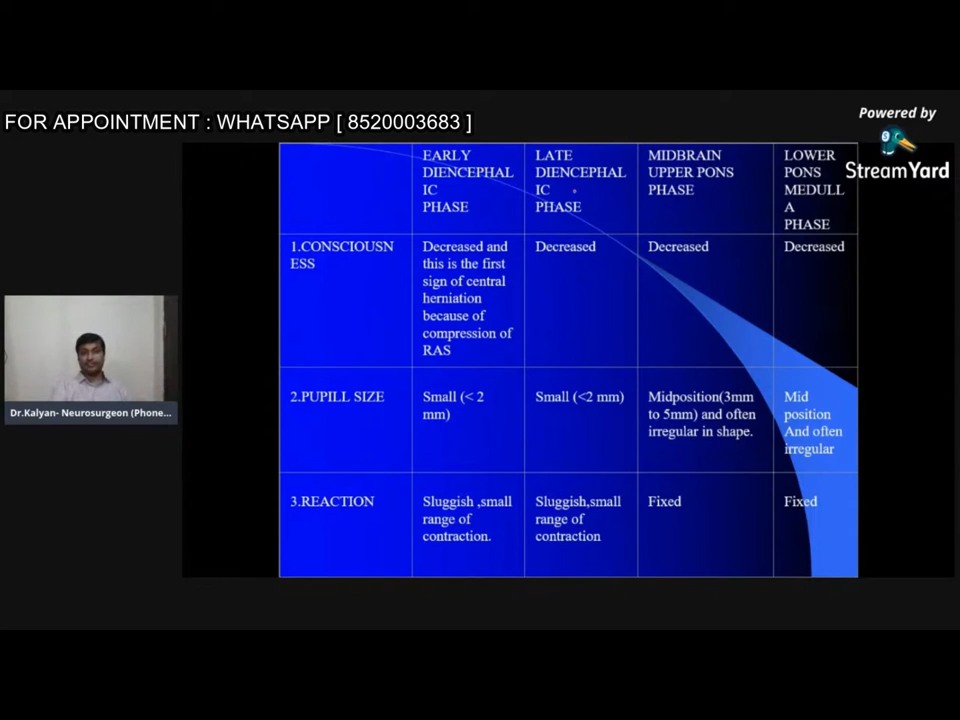 FOR APPOINTMENT : WHATSAPP [ 8520003683 ]
Powered by
StreamYard
EARLY
DIENCEPHAL
IC
PHASE
LATE
DIENCEPHAL
IC
PHASE
MIDBRAIN
UPPER PONS
PHASE
LOWER
PONS
MEDULL
A
PHASE
1.CONSCIOUSN
ESS
Decreased and
this is the first
sign of central
herniation
because of
compression of
RAS
Decreased
Decreased
Decreased
2.PUPILL SIZE
Small (< 2
mm)
Small (<2 mm)
Midposition(3mm
to 5mm) and often
irregular in shape.
Mid
position
And often
irregular
3.REACTION
Sluggish ,small
range of
contraction.
Sluggish,small
range of
contraction
Fixed
Fixed
Dr.Kalyan- Neurosurgeon (Phone...